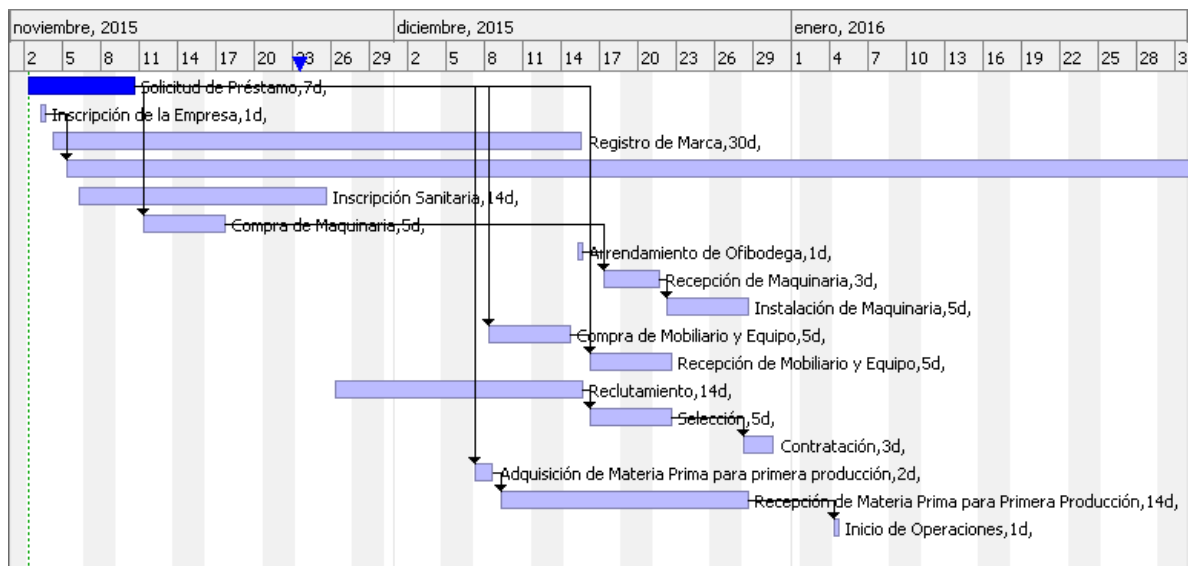 noviembre, 2015 diciembre, 2015 enero, 2016
2 5 8 11 14 17 20 23 26 29 2 5 8 11 14 17 20 23 26 29 1 4 7 10 13 16 19 22 25 28 3
Solicitud de Préstamo,7d,
Inscripción de la Empresa,1d,
Registro de Marca,30d,
Inscripción Sanitaria,14d,
Compra de Maquinaria,5d,
Arrendamiento de Ofibodega,1d,
Recepción de Maquinaria,3d,
Instalación de Maquinaria,5d,
Compra de Mobiliario y Equipo,5d,
Recepción de Mobiliario y Equipo,5d,
Reclutamiento,14d,
Selección,5d,
Contratación,3d,
Adquisición de Materia Prima para primera producción,2d,
Recepción de Materia Prima para Primera Producción,14d,
Inicio de Operaciones,1d,